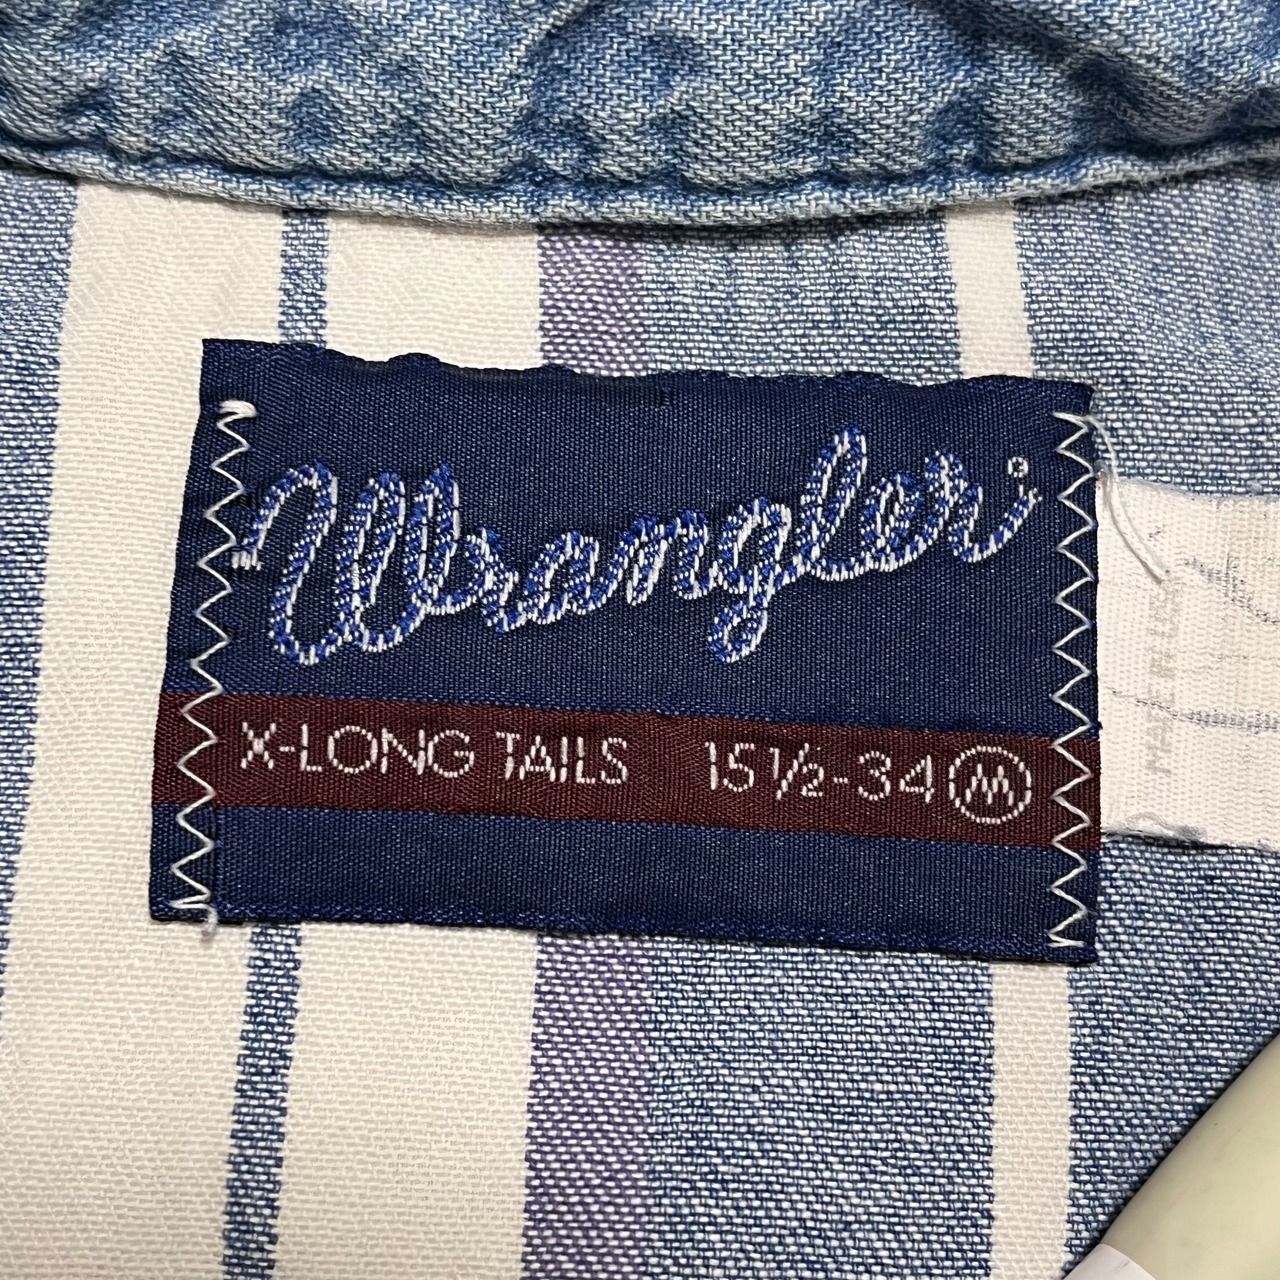 Wrangler®
X-LONG TAILS 15½-34 Ⓜ